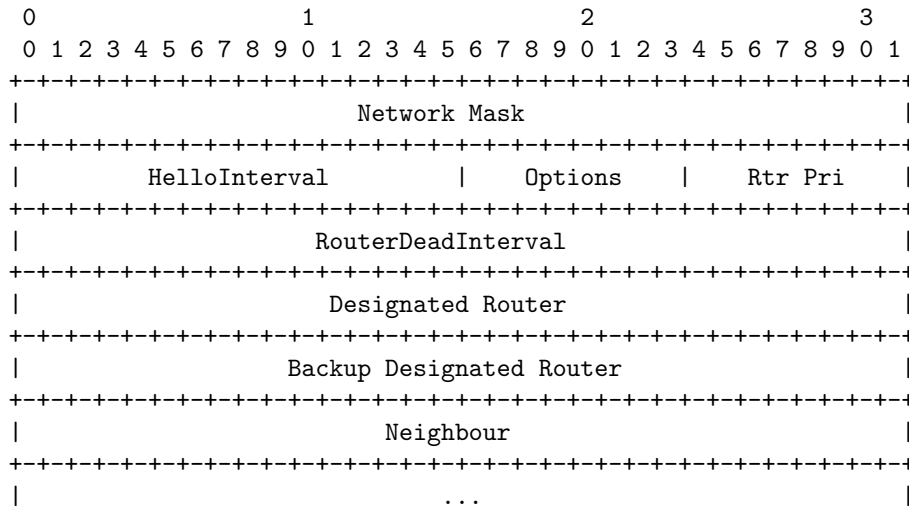 0                   1                   2                   3
0 1 2 3 4 5 6 7 8 9 0 1 2 3 4 5 6 7 8 9 0 1 2 3 4 5 6 7 8 9 0 1
+-+-+-+-+-+-+-+-+-+-+-+-+-+-+-+-+-+-+-+-+-+-+-+-+-+-+-+-+-+-+-+-+
| Network Mask |
+-+-+-+-+-+-+-+-+-+-+-+-+-+-+-+-+-+-+-+-+-+-+-+-+-+-+-+-+-+-+-+-+
| HelloInterval | Options | Rtr Pri |
+-+-+-+-+-+-+-+-+-+-+-+-+-+-+-+-+-+-+-+-+-+-+-+-+-+-+-+-+-+-+-+-+
| RouterDeadInterval |
+-+-+-+-+-+-+-+-+-+-+-+-+-+-+-+-+-+-+-+-+-+-+-+-+-+-+-+-+-+-+-+-+
| Designated Router |
+-+-+-+-+-+-+-+-+-+-+-+-+-+-+-+-+-+-+-+-+-+-+-+-+-+-+-+-+-+-+-+-+
| Backup Designated Router |
+-+-+-+-+-+-+-+-+-+-+-+-+-+-+-+-+-+-+-+-+-+-+-+-+-+-+-+-+-+-+-+-+
| Neighbour |
+-+-+-+-+-+-+-+-+-+-+-+-+-+-+-+-+-+-+-+-+-+-+-+-+-+-+-+-+-+-+-+-+
| ... |